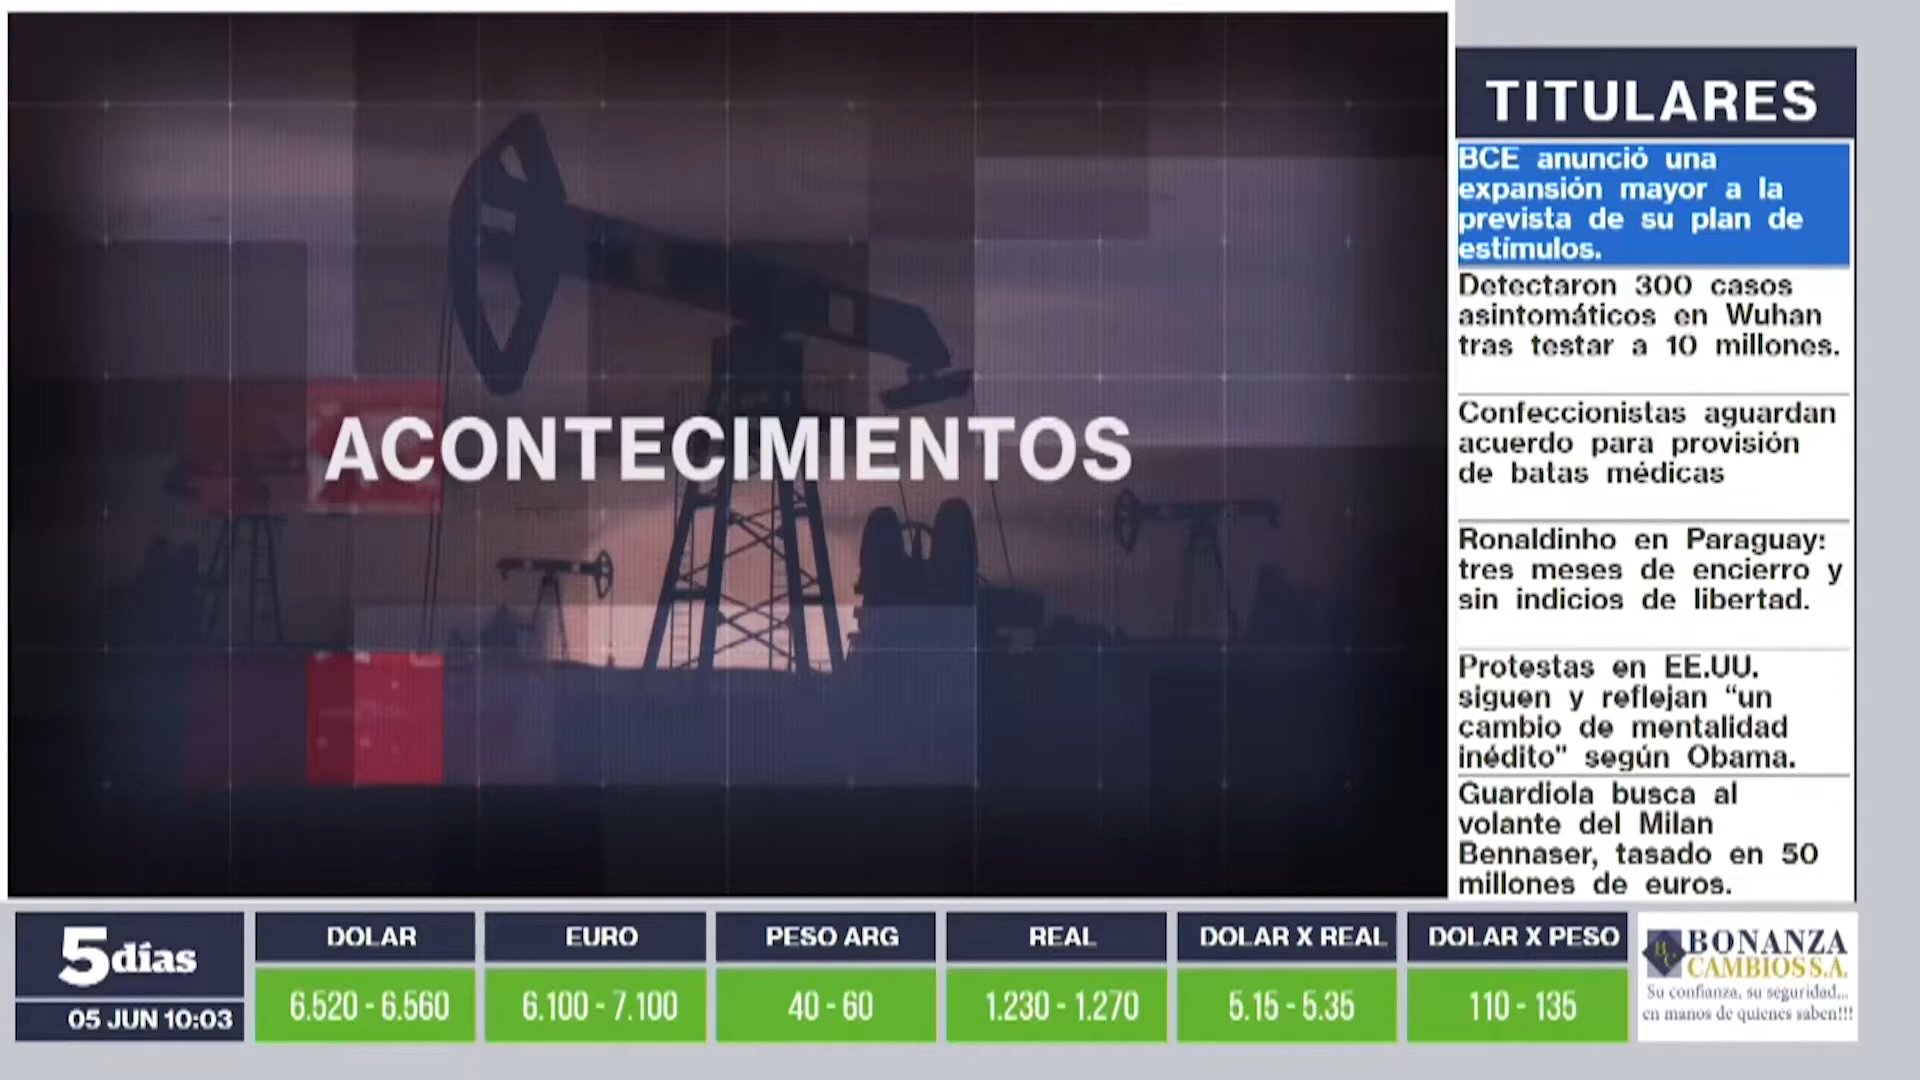 ACONTECIMIENTOS
TITULARES
BCE anunció una
expansión mayor a la
prevista de su plan de
estímulos.
Detectaron 300 casos
asintomáticos en Wuhan
tras testar a 10 millones.
Confeccionistas aguardan
acuerdo para provisión
de batas médicas
Ronaldinho en Paraguay:
tres meses de encierro y
sin indicios de libertad.
Protestas en EE.UU.
siguen y reflejan “un
cambio de mentalidad
inédito" según Obama.
Guardiola busca al
volante del Milan
Bennaser, tasado en 50
millones de euros.
5días
05 JUN 10:03
DOLAR
6.520 - 6.560
EURO
6.100 - 7.100
PESO ARG
40 - 60
REAL
1.230 - 1.270
DOLAR X REAL
5.15 - 5.35
DOLAR X PESO
110 - 135
BC
BONANZA
CAMBIOS S.A.
Su confianza, su seguridad...
en manos de quienes saben!!!